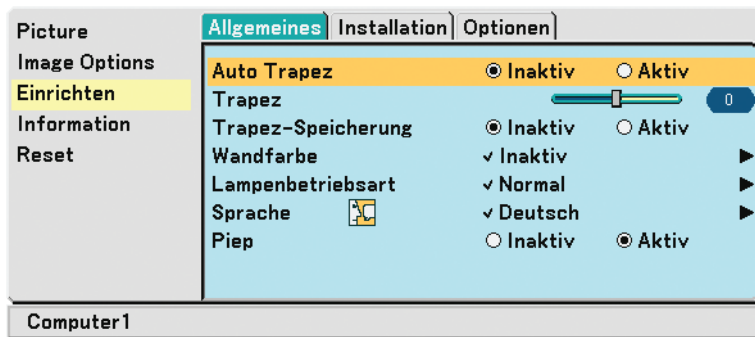 Picture
Image Options
Einrichten
Information
Reset
Allgemeines Installation Optionen
Auto Trapez Inaktiv Aktiv
Trapez 0
Trapez-Speicherung Inaktiv Aktiv
Wandfarbe Inaktiv
Lampenbetriebsart Normal
Sprache Deutsch
Piep Inaktiv Aktiv
Computer1